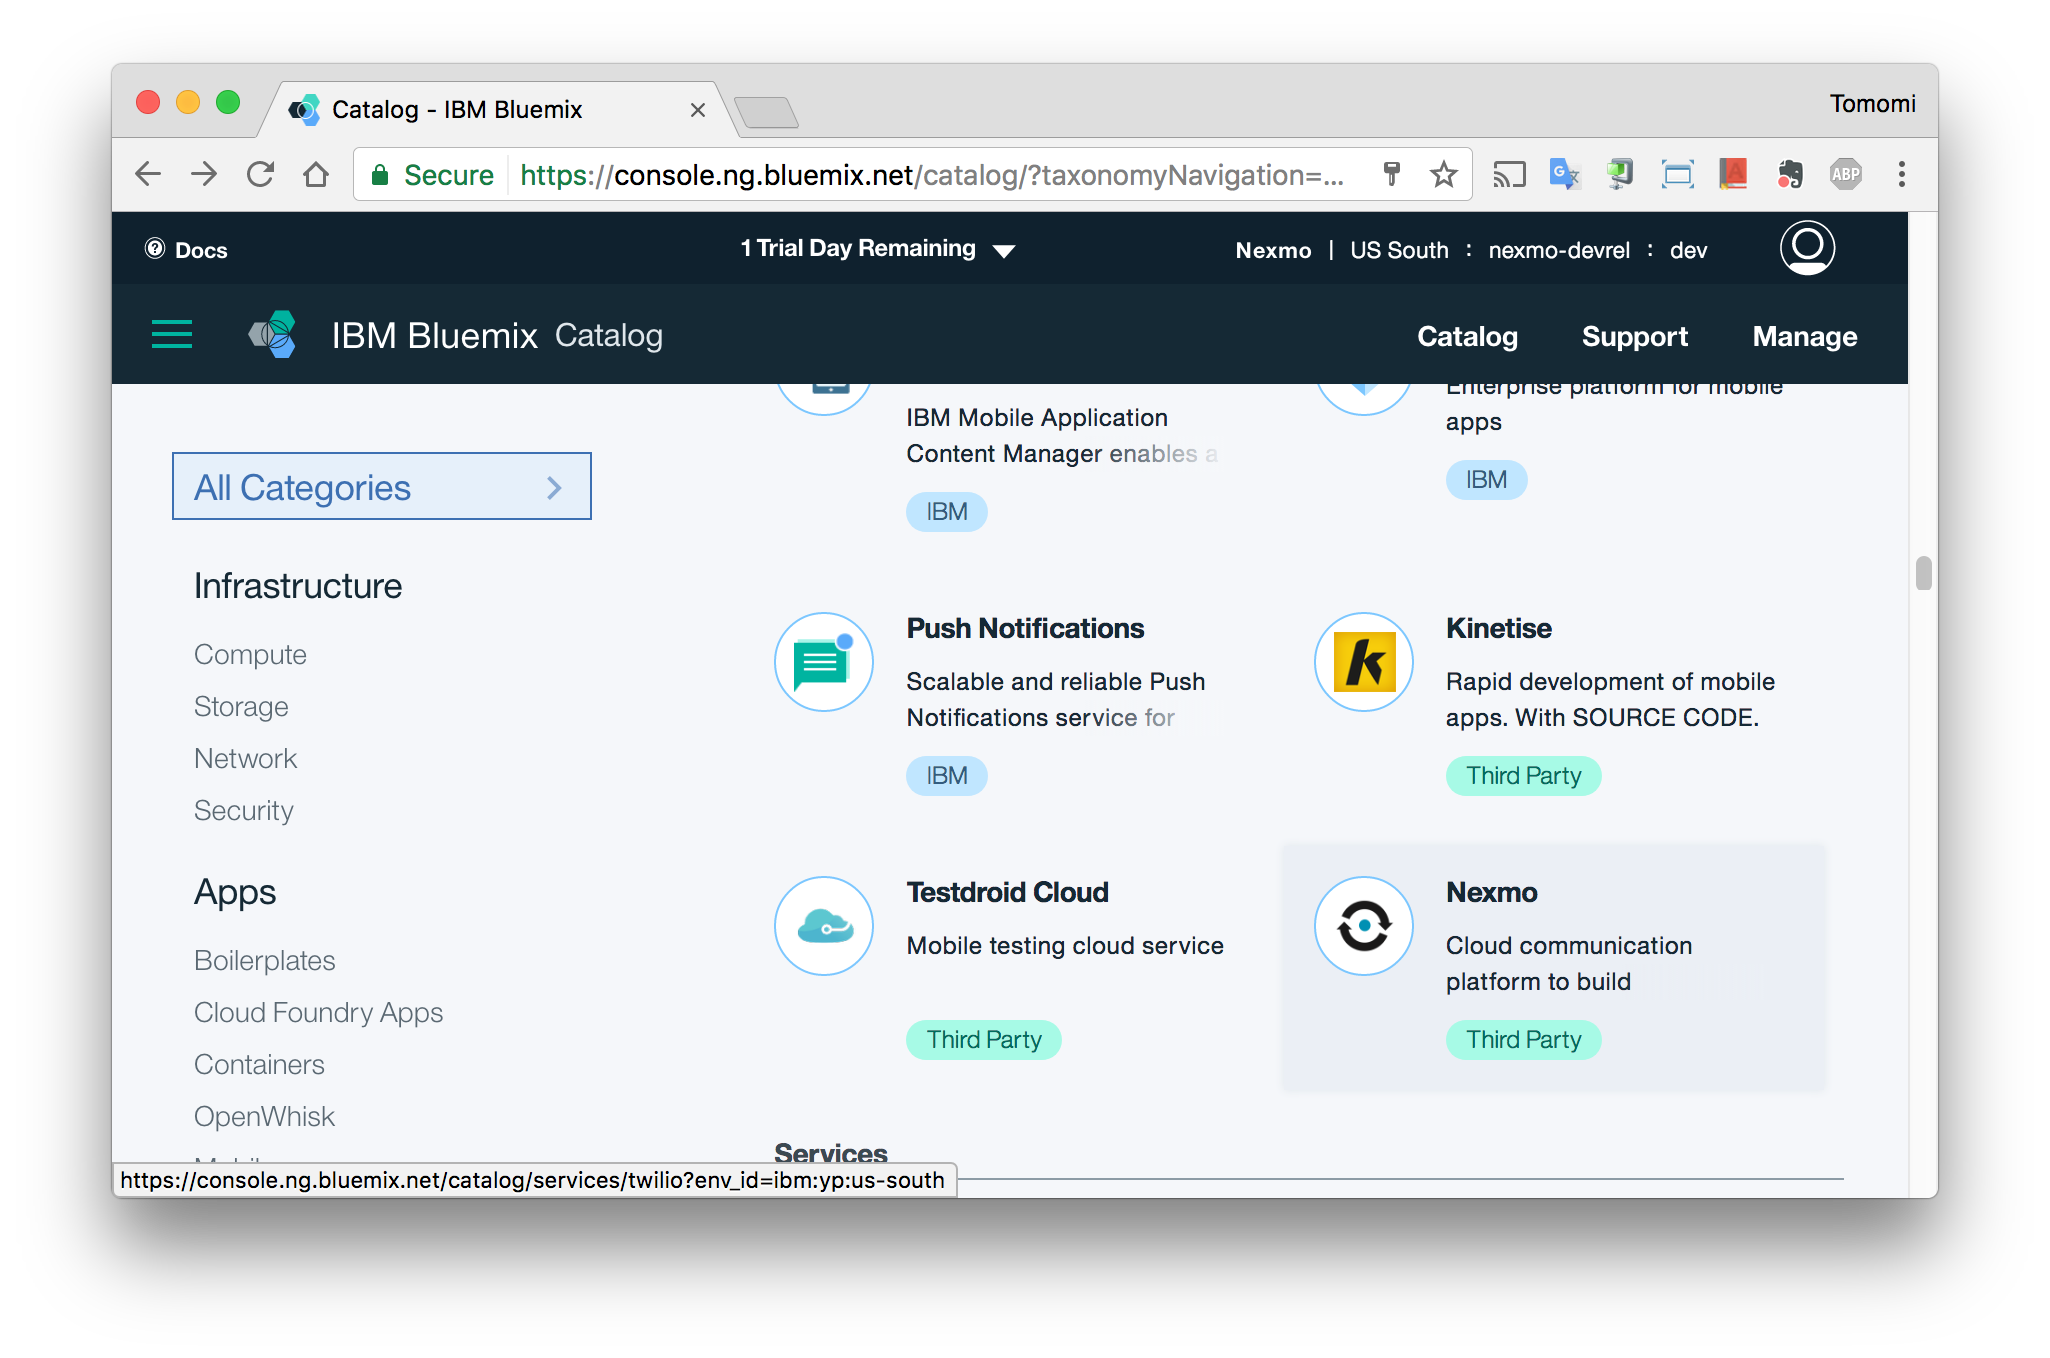 Catalog - IBM Bluemix
Tomomi
Secure https://console.ng.bluemix.net/catalog/?taxonomyNavigation=...
ABP
Docs
1 Trial Day Remaining
Nexmo | US South : nexmo-devrel : dev
IBM Bluemix Catalog
Catalog Support Manage
All Categories
Infrastructure
Compute
Storage
Network
Security
Apps
Boilerplates
Cloud Foundry Apps
Containers
OpenWhisk
IBM Mobile Application
Content Manager enables a
IBM
Enterprise platform for mobile
apps
IBM
Push Notifications
Scalable and reliable Push
Notifications service for
IBM
Kinetise
Rapid development of mobile
apps. With SOURCE CODE.
Third Party
Testdroid Cloud
Mobile testing cloud service
Third Party
Nexmo
Cloud communication
platform to build
Third Party
Services
https://console.ng.bluemix.net/catalog/services/twilio?env_id=ibm:yp:us-south